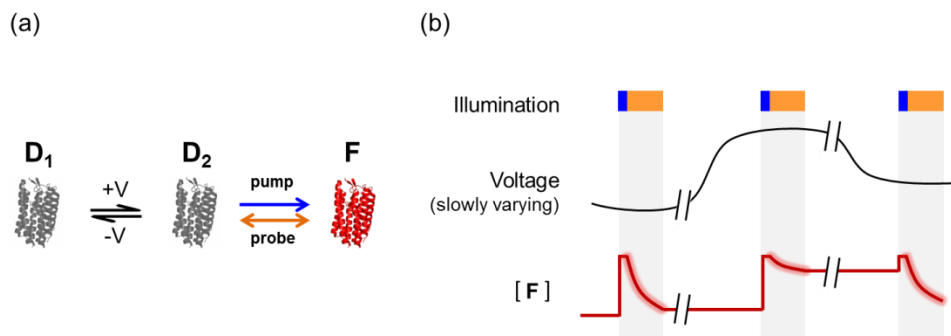 (a)
D₁
+V
-V
D₂
pump
probe
F
(b)
Illumination
Voltage
(slowly varying)
[ F ]